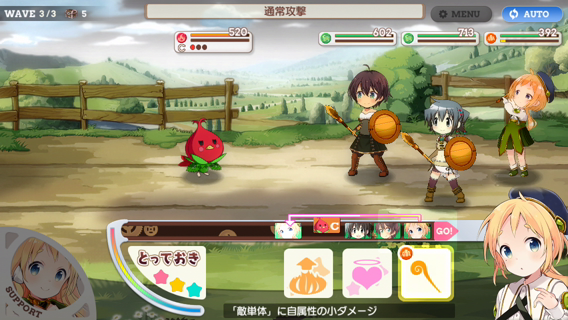 WAVE 3/3 5
通常攻撃
MENU
AUTO
520
C
602
713
392
C
GO!
とっておき
SUPPORT
「敵単体」に自属性の小ダメージ